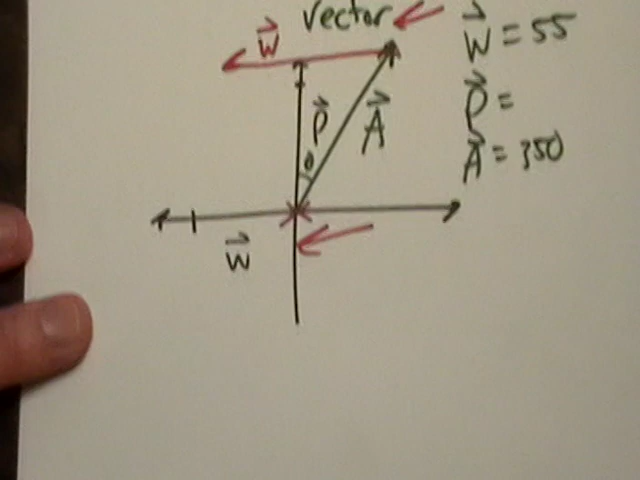 vector
W⃗ = 55
W⃗
P⃗ =
P⃗
A⃗
A⃗ = 350
θ
W⃗